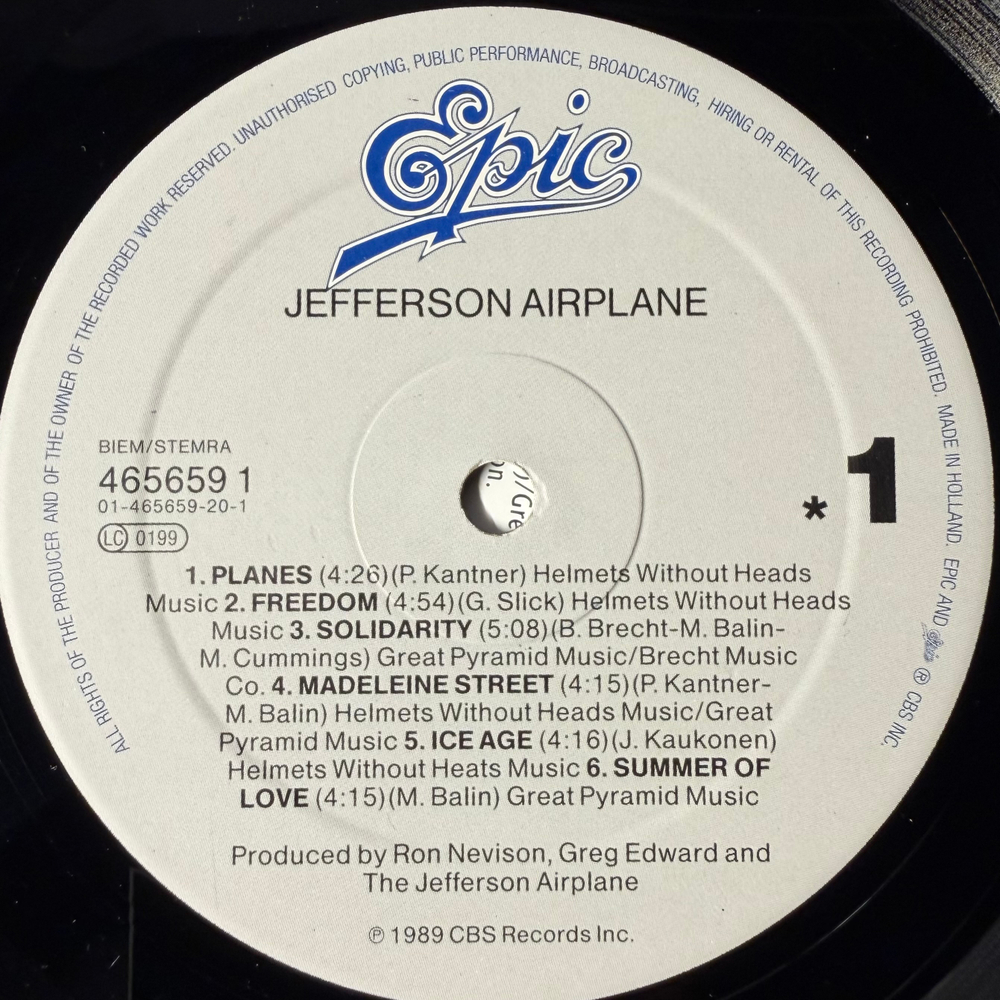 ALL RIGHTS OF THE PRODUCER AND OF THE OWNER OF THE RECORDED WORK RESERVED. UNAUTHORISED COPYING, PUBLIC PERFORMANCE, BROADCASTING, HIRING OR RENTAL OF THIS RECORDING PROHIBITED. MADE IN HOLLAND. EPIC AND Epic ℗ CBS INC.
Epic
JEFFERSON AIRPLANE
BIEM/STEMRA
465659 1
01-465659-20-1
LC 0199
* 1
)/Gre
on.
1. PLANES (4:26)(P. Kantner) Helmets Without Heads
Music 2. FREEDOM (4:54)(G. Slick) Helmets Without Heads
Music 3. SOLIDARITY (5:08)(B. Brecht-M. Balin-
M. Cummings) Great Pyramid Music/Brecht Music
Co. 4. MADELEINE STREET (4:15)(P. Kantner-
M. Balin) Helmets Without Heads Music/Great
Pyramid Music 5. ICE AGE (4:16)(J. Kaukonen)
Helmets Without Heats Music 6. SUMMER OF
LOVE (4:15)(M. Balin) Great Pyramid Music
Produced by Ron Nevison, Greg Edward and
The Jefferson Airplane
℗ 1989 CBS Records Inc.